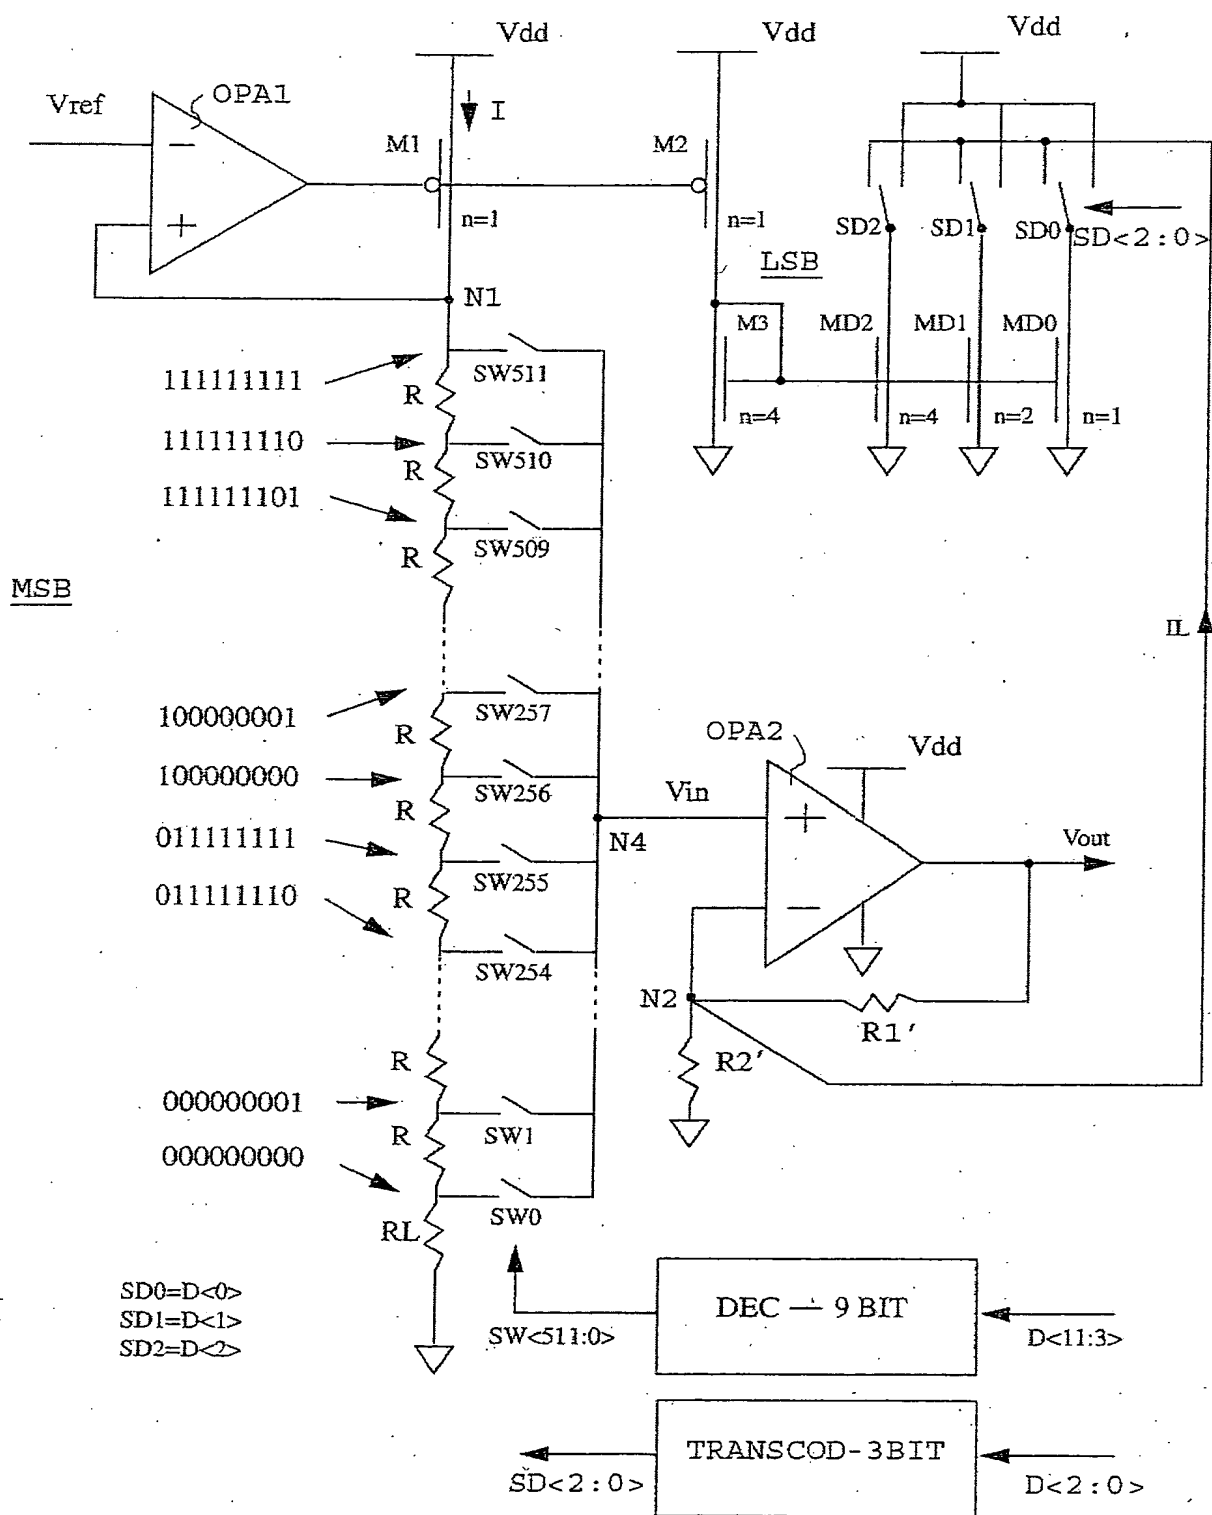 Vdd
Vdd
Vdd
OPA1
Vref
I
M1
M2
n=1
n=1
SD2
SD1
SD0
SD<2:0>
LSB
N1
M3
MD2
MD1
MD0
SW511
111111111
R
n=4
n=4
n=2
n=1
111111110
SW510
R
111111101
SW509
R
MSB
IL
100000001
SW257
R
OPA2
Vdd
100000000
SW256
Vin
R
N4
Vout
011111111
SW255
011111110
R
SW254
N2
R1'
R
R2'
000000001
SW1
R
000000000
SW0
RL
SD0=D<0>
SD1=D<1>
SD2=D<2>
SW<511:0>
DEC — 9 BIT
D<11:3>
SD<2:0>
TRANSCOD-3BIT
D<2:0>